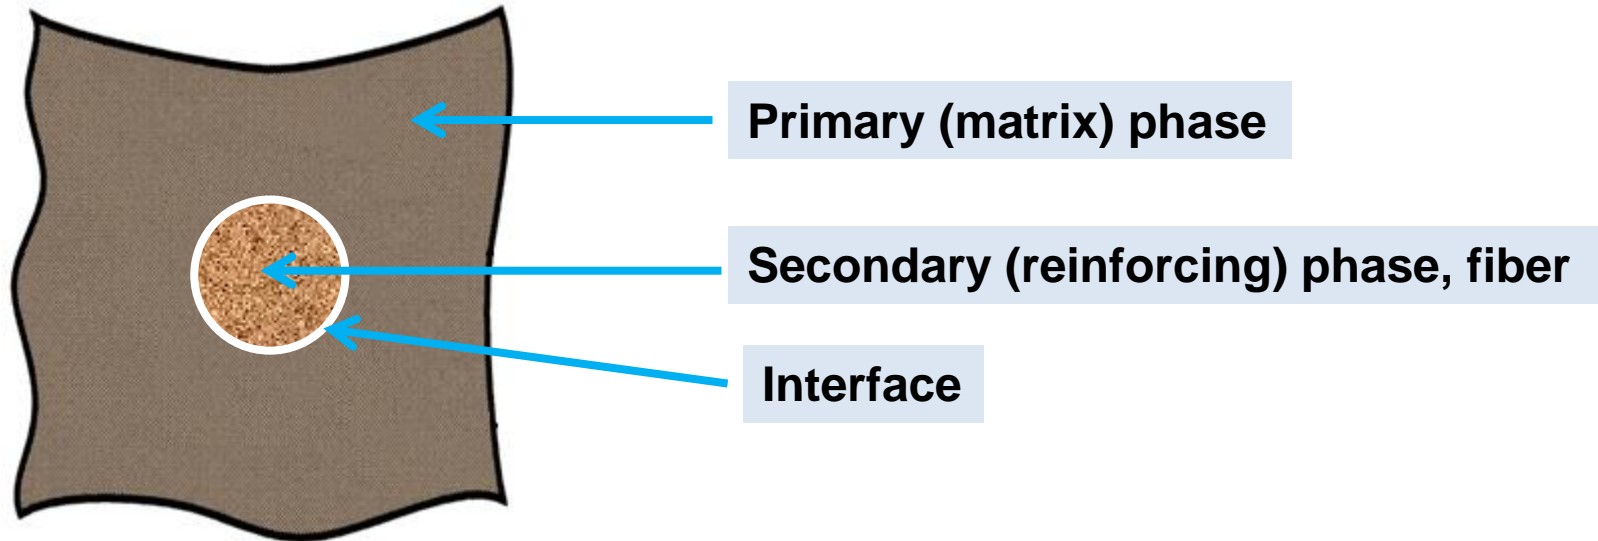 Primary (matrix) phase
Secondary (reinforcing) phase, fiber
Interface